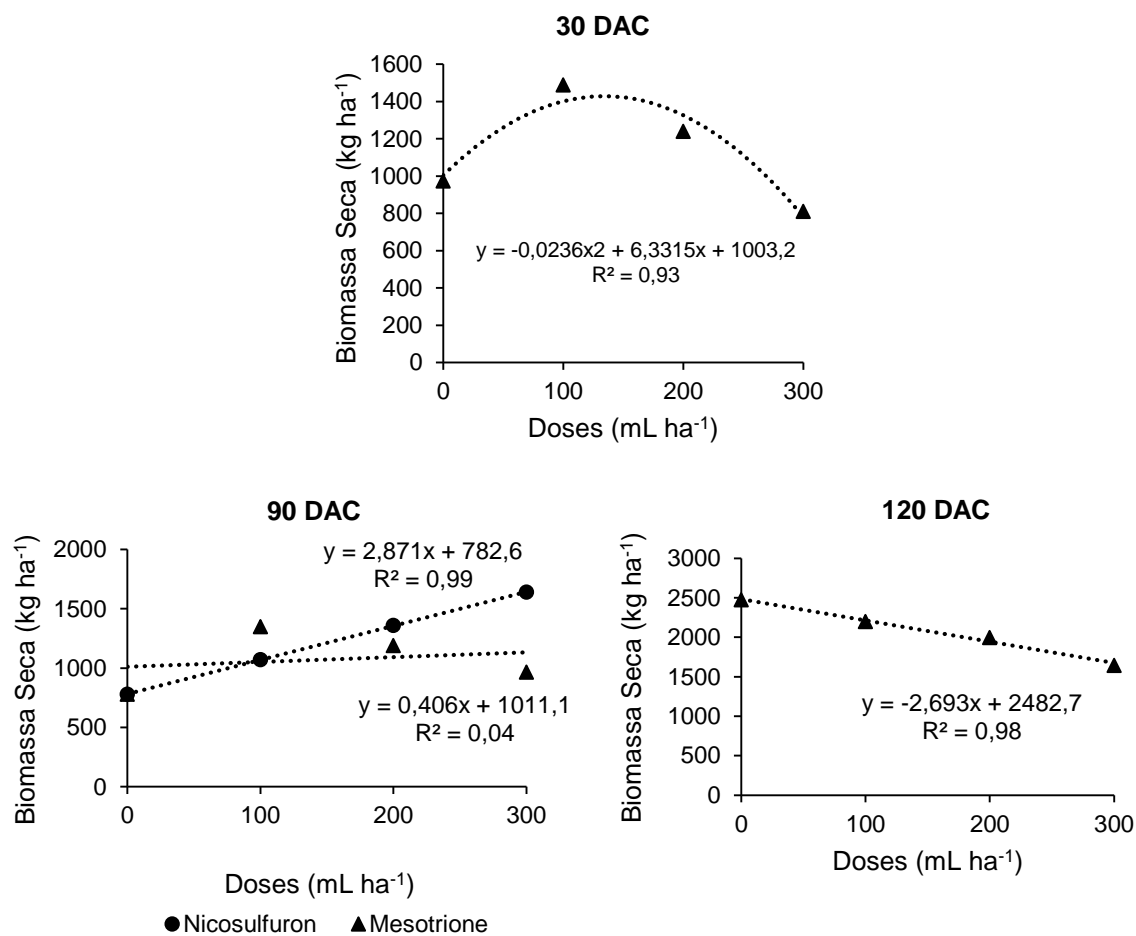 30 DAC
Biomassa Seca (kg ha⁻¹)
1600
1400
1200
1000
800
600
400
200
0
y = -0,0236x2 + 6,3315x + 1003,2
R² = 0,93
0 100 200 300
Doses (mL ha⁻¹)
90 DAC
Biomassa Seca (kg ha⁻¹)
2000
1500
1000
500
0
y = 2,871x + 782,6
R² = 0,99
y = 0,406x + 1011,1
R² = 0,04
0 100 200 300
Doses (mL ha⁻¹)
●Nicosulfuron ▲Mesotrione
120 DAC
Biomassa Seca (kg ha⁻¹)
3000
2500
2000
1500
1000
500
0
y = -2,693x + 2482,7
R² = 0,98
0 100 200 300
Doses (mL ha⁻¹)